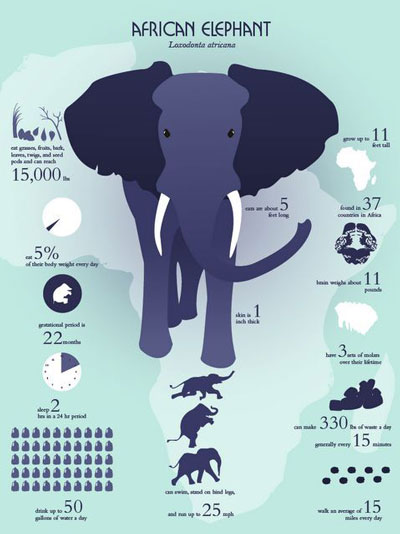 AFRICAN ELEPHANT
Loxodonta africana
eat grasses, fruits, bark,
leaves, twigs, and seed
pods and can reach
15,000 lbs
eat 5%
of their body weight every day
gestational period is
22 months
sleep 2
hrs in a 24 hr period
drink up to 50
gallons of water a day
ears are about 5
feet long
skin is 1
inch thick
can swim, stand on hind legs,
and run up to 25 mph
grow up to 11
feet tall
found in 37
countries in Africa
brain weighs about 11
pounds
have 3 sets of molars
over their lifetime
can make 330 lbs of waste a day
generally every 15 minutes
walk an average of 15
miles every day